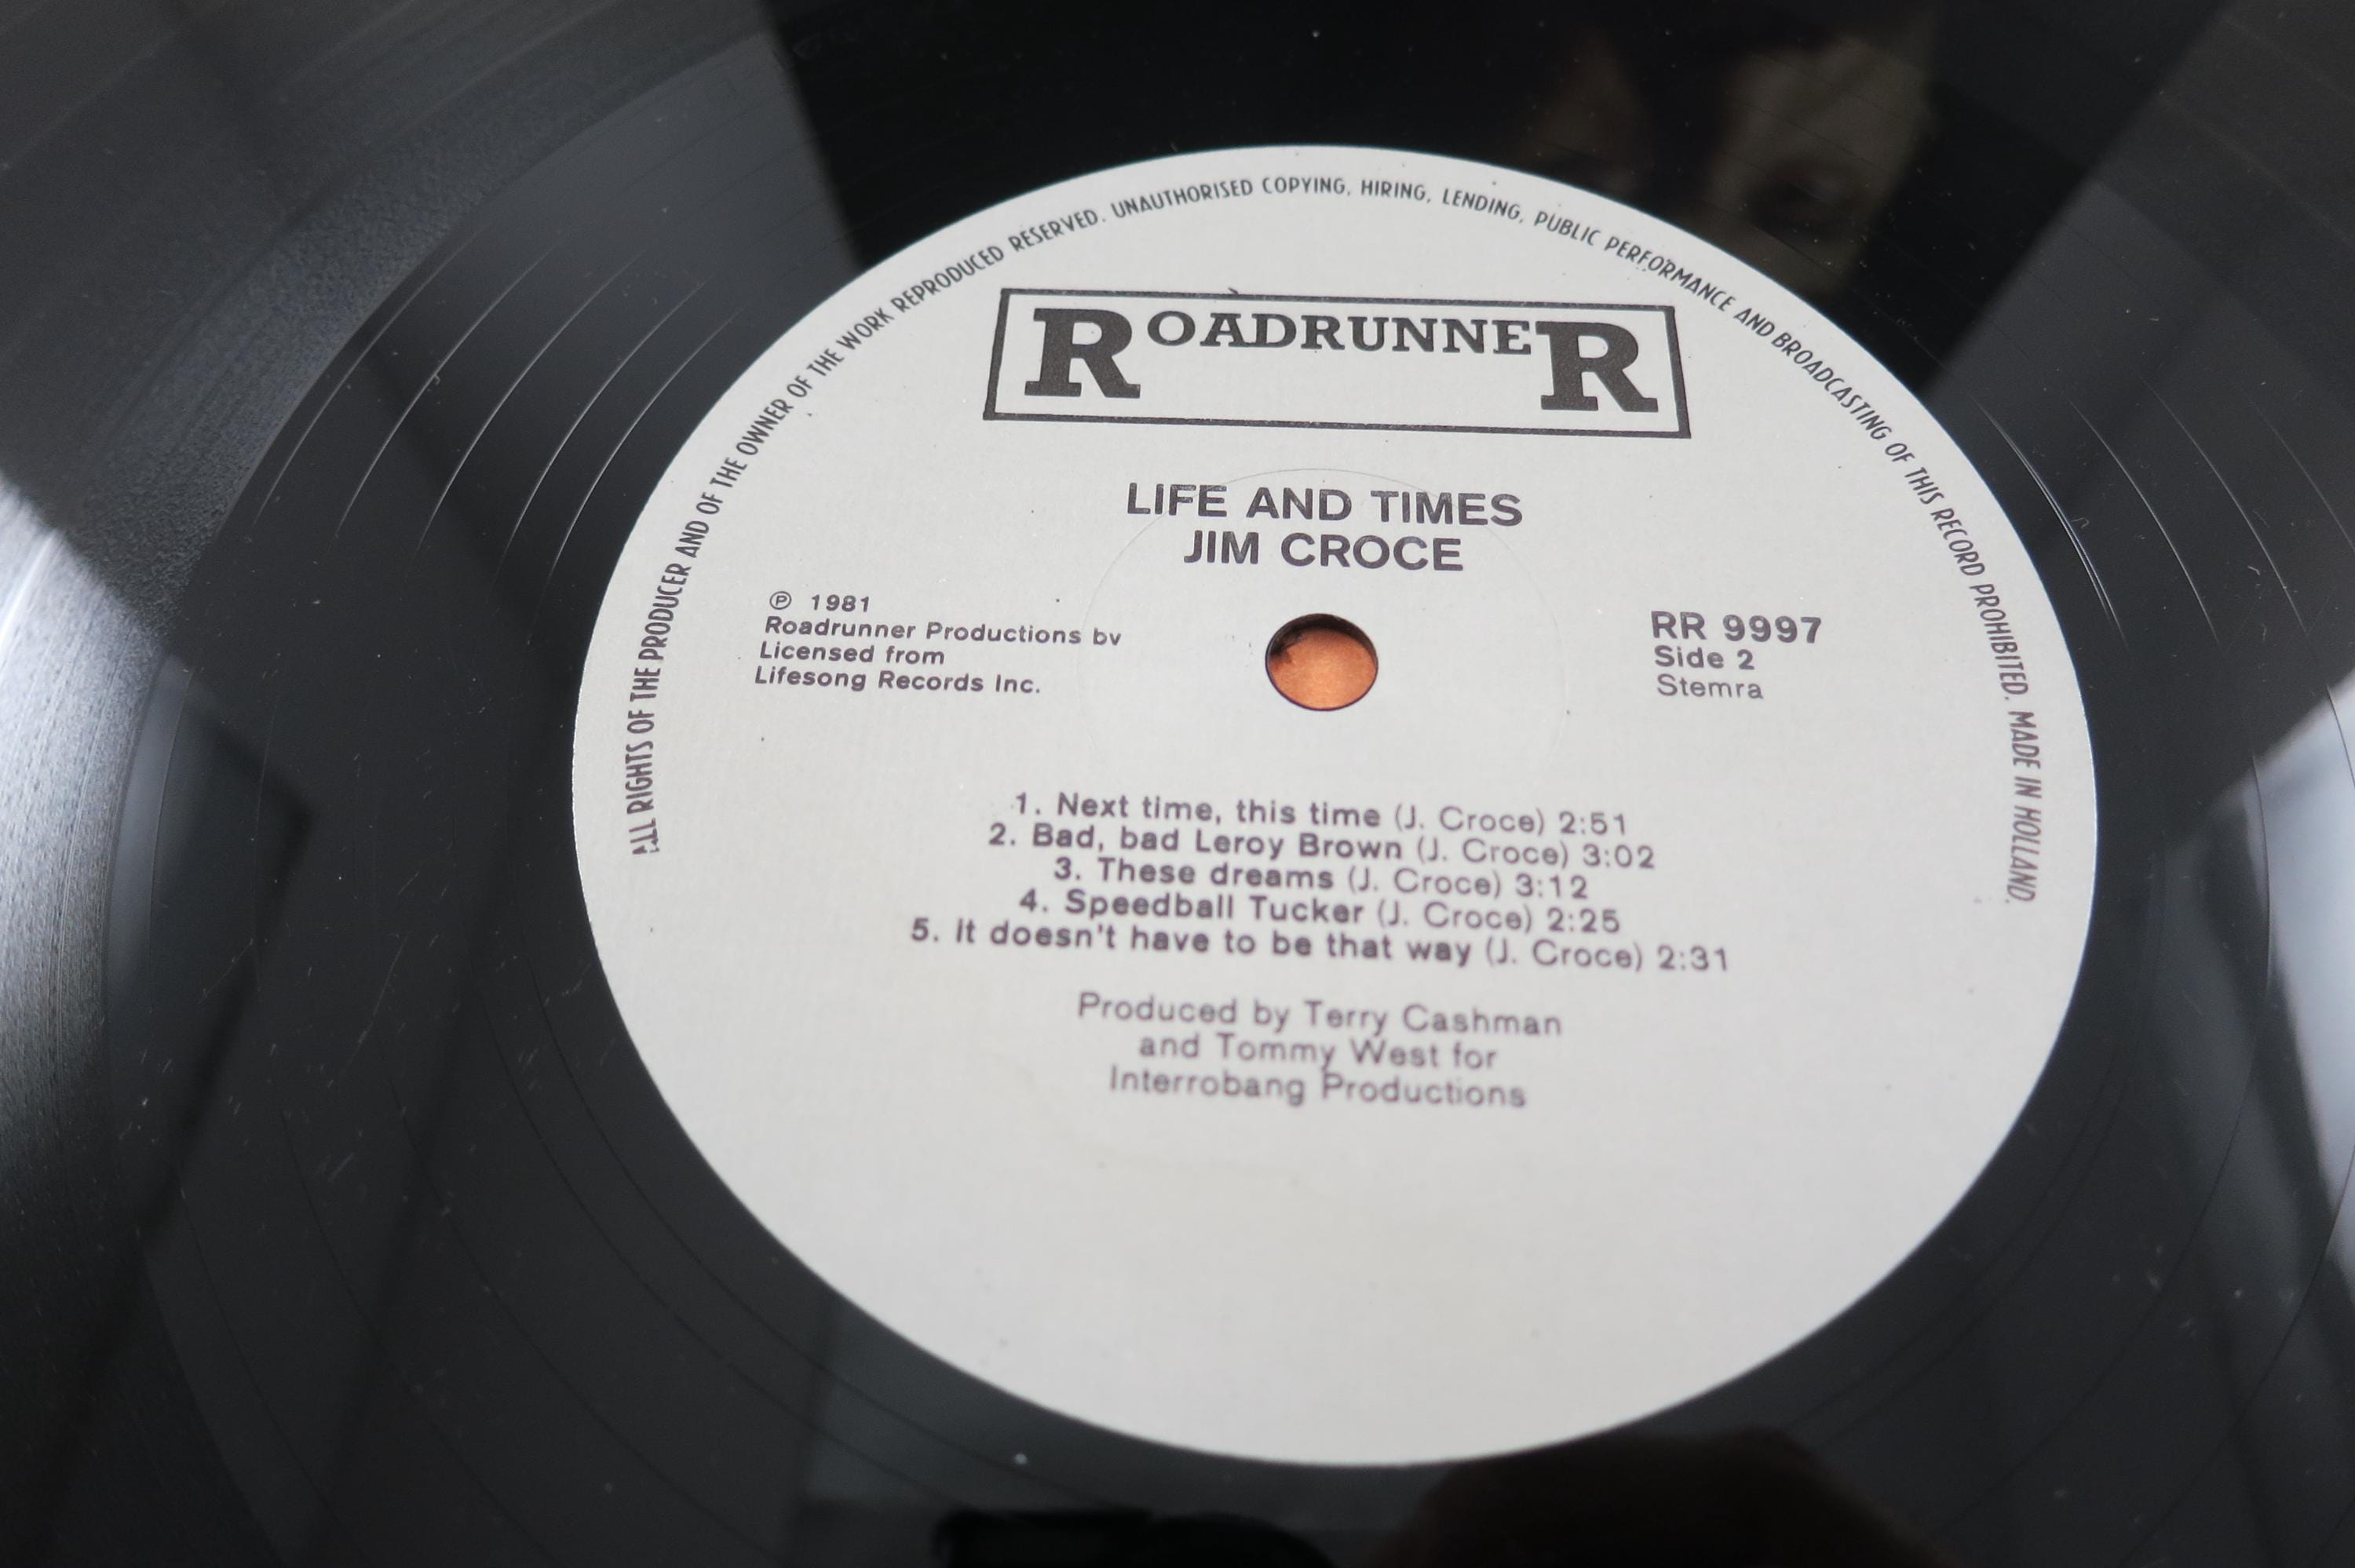 ALL RIGHTS OF THE PRODUCER AND OF THE OWNER OF THE WORK REPRODUCED RESERVED. UNAUTHORISED COPYING, HIRING, LENDING, PUBLIC PERFORMANCE AND BROADCASTING OF THIS RECORD PROHIBITED. MADE IN HOLLAND.
ROADRUNNER
LIFE AND TIMES
JIM CROCE
℗ 1981
Roadrunner Productions bv
Licensed from
Lifesong Records Inc.
RR 9997
Side 2
Stemra
1. Next time, this time (J. Croce) 2:51
2. Bad, bad Leroy Brown (J. Croce) 3:02
3. These dreams (J. Croce) 3:12
4. Speedball Tucker (J. Croce) 2:25
5. It doesn't have to be that way (J. Croce) 2:31
Produced by Terry Cashman
and Tommy West for
Interrobang Productions